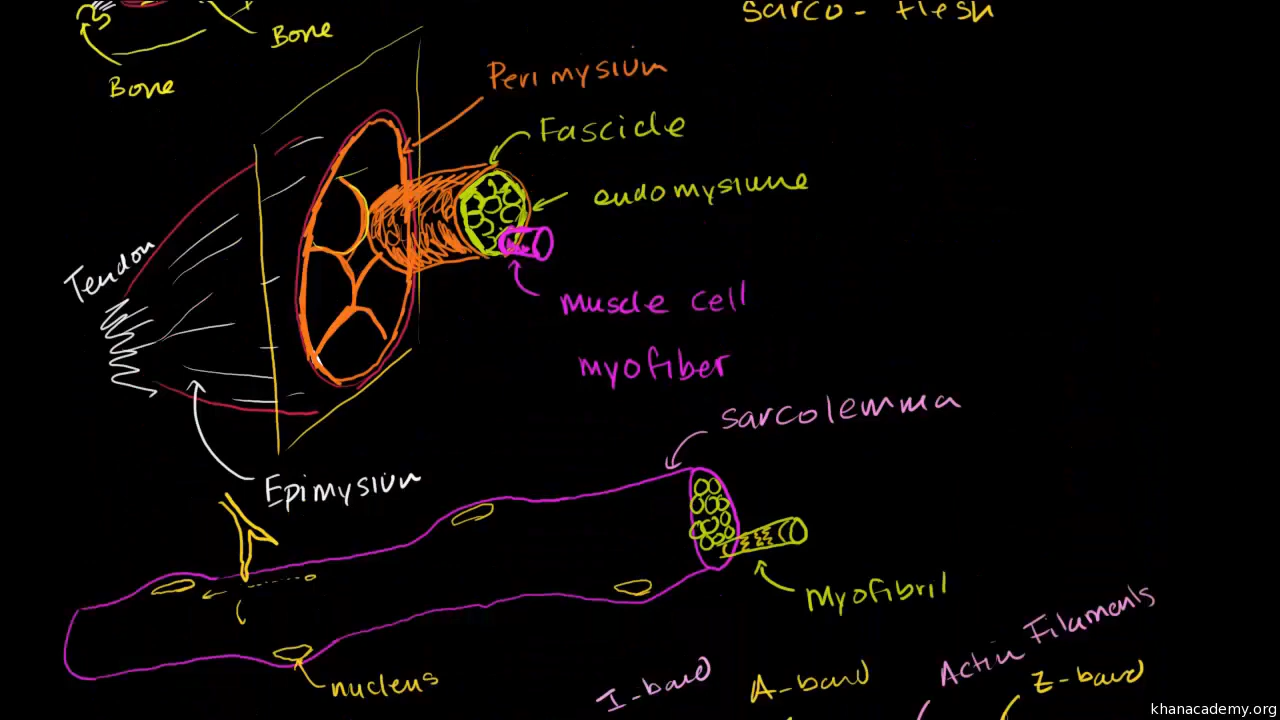 sarco- flesh
Bone
Bone
Perimysium
Fascicle
endomysiume
Tendon
Muscle cell
myofiber
sarcolemma
Epimysium
Myofibril
nucleus
I-band
A-band
Actin Filaments
Z-band
khanacademy.org